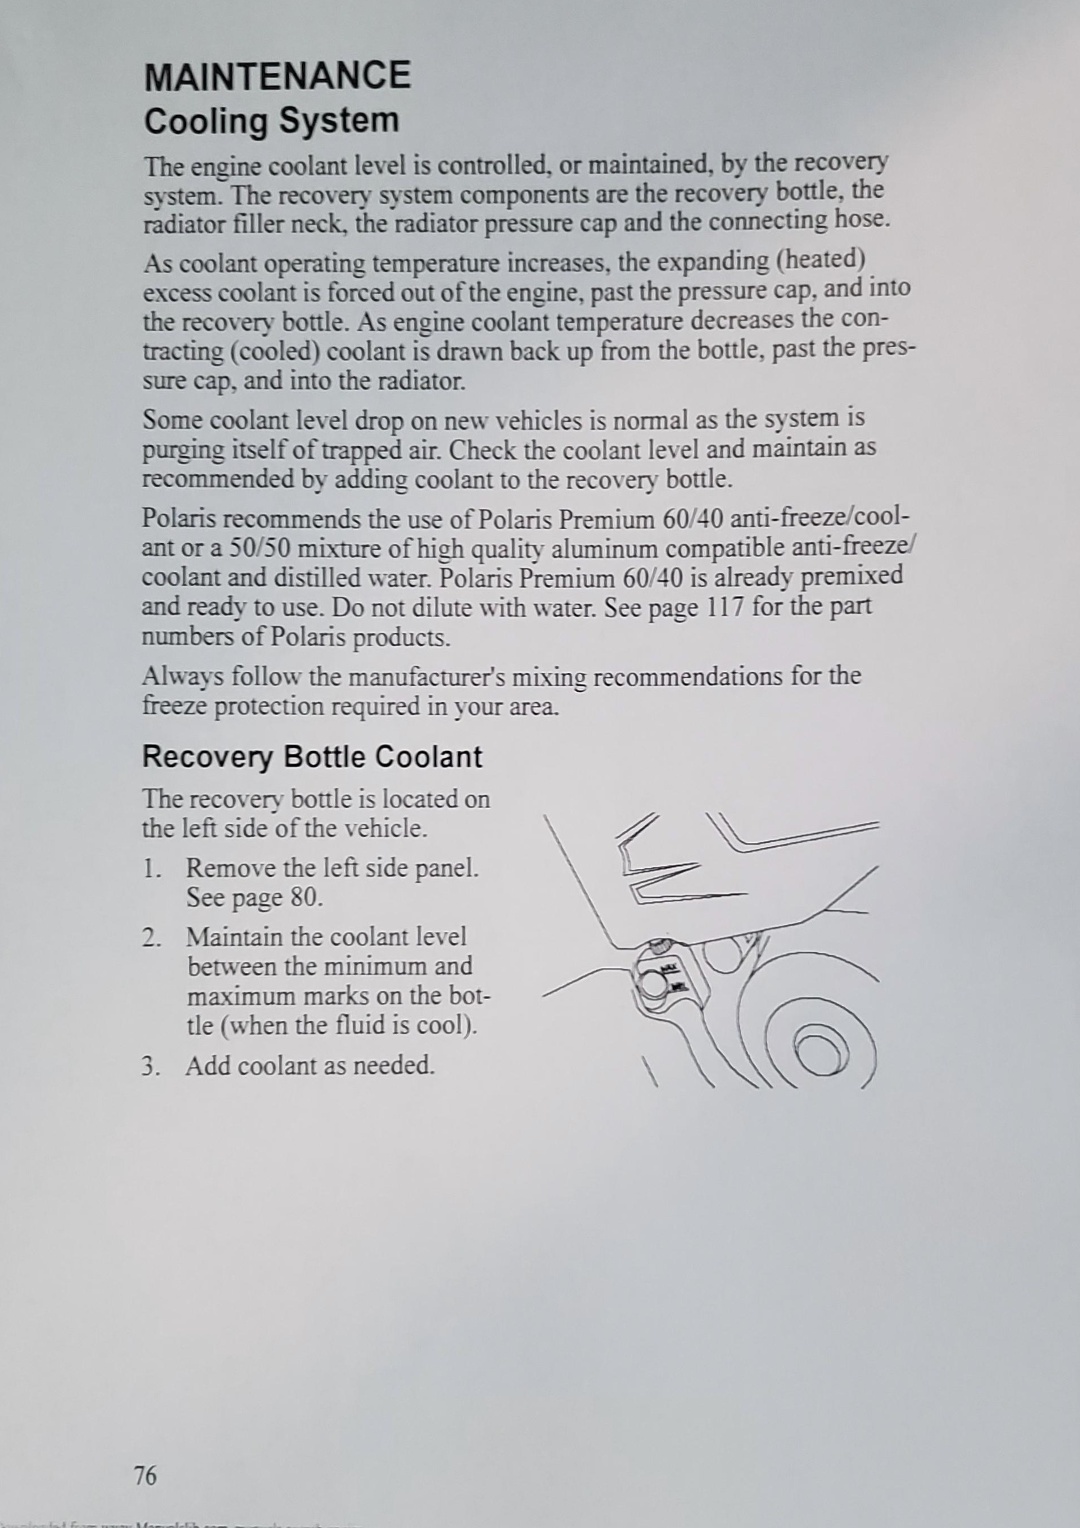 MAINTENANCE
Cooling System
The engine coolant level is controlled, or maintained, by the recovery
system. The recovery system components are the recovery bottle, the
radiator filler neck, the radiator pressure cap and the connecting hose.
As coolant operating temperature increases, the expanding (heated)
excess coolant is forced out of the engine, past the pressure cap, and into
the recovery bottle. As engine coolant temperature decreases the con-
tracting (cooled) coolant is drawn back up from the bottle, past the pres-
sure cap, and into the radiator.
Some coolant level drop on new vehicles is normal as the system is
purging itself of trapped air. Check the coolant level and maintain as
recommended by adding coolant to the recovery bottle.
Polaris recommends the use of Polaris Premium 60/40 anti-freeze/cool-
ant or a 50/50 mixture of high quality aluminum compatible anti-freeze/
coolant and distilled water. Polaris Premium 60/40 is already premixed
and ready to use. Do not dilute with water. See page 117 for the part
numbers of Polaris products.
Always follow the manufacturer's mixing recommendations for the
freeze protection required in your area.
Recovery Bottle Coolant
The recovery bottle is located on
the left side of the vehicle.
1. Remove the left side panel.
See page 80.
2. Maintain the coolant level
between the minimum and
maximum marks on the bot-
tle (when the fluid is cool).
3. Add coolant as needed.
MAX
76